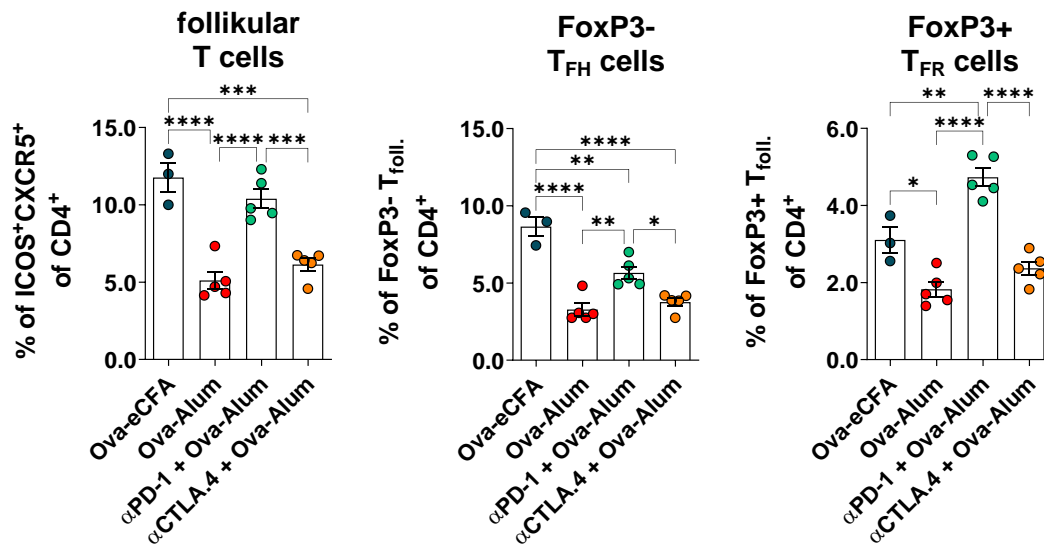 follikular
T cells
% of ICOS⁺CXCR5⁺
of CD4⁺
15.0
10.0
5.0
0.0
***
****
****
***
Ova-eCFA
Ova-Alum
αPD-1 + Ova-Alum
αCTLA.4 + Ova-Alum
FoxP3-
T_FH cells
% of FoxP3- T_foll.
of CD4⁺
15.0
10.0
5.0
0.0
****
**
****
**
*
Ova-eCFA
Ova-Alum
αPD-1 + Ova-Alum
αCTLA.4 + Ova-Alum
FoxP3+
T_FR cells
% of FoxP3+ T_foll.
of CD4⁺
6.0
4.0
2.0
0.0
**
****
****
*
Ova-eCFA
Ova-Alum
αPD-1 + Ova-Alum
αCTLA.4 + Ova-Alum